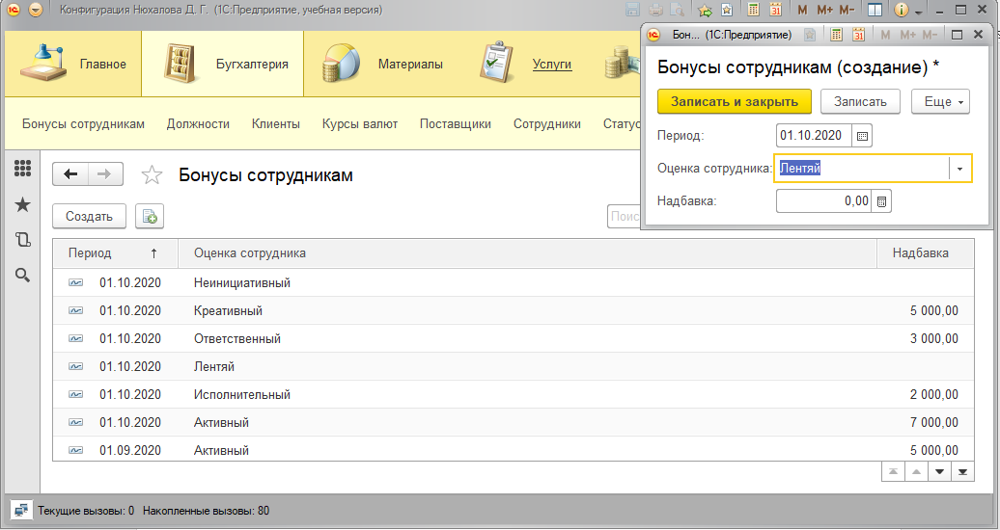 Конфигурация Нюхалова Д. Г. (1С:Предприятие, учебная версия)
M M+ M-
Бон... (1С:Предприятие)
M M+ M-
Главное
Бугхалтерия
Материалы
Услуги
Бонусы сотрудникам
Должности
Клиенты
Курсы валют
Поставщики
Сотрудники
Статус
Бонусы сотрудникам (создание) *
Записать и закрыть
Записать
Еще
Период: 01.10.2020
Оценка сотрудника: Лентяй
Надбавка: 0,00
Бонусы сотрудникам
Создать
Поис
Период ↑ Оценка сотрудника Надбавка
01.10.2020 Неинициативный
01.10.2020 Креативный 5 000,00
01.10.2020 Ответственный 3 000,00
01.10.2020 Лентяй
01.10.2020 Исполнительный 2 000,00
01.10.2020 Активный 7 000,00
01.09.2020 Активный 5 000,00
Текущие вызовы: 0 Накопленные вызовы: 80